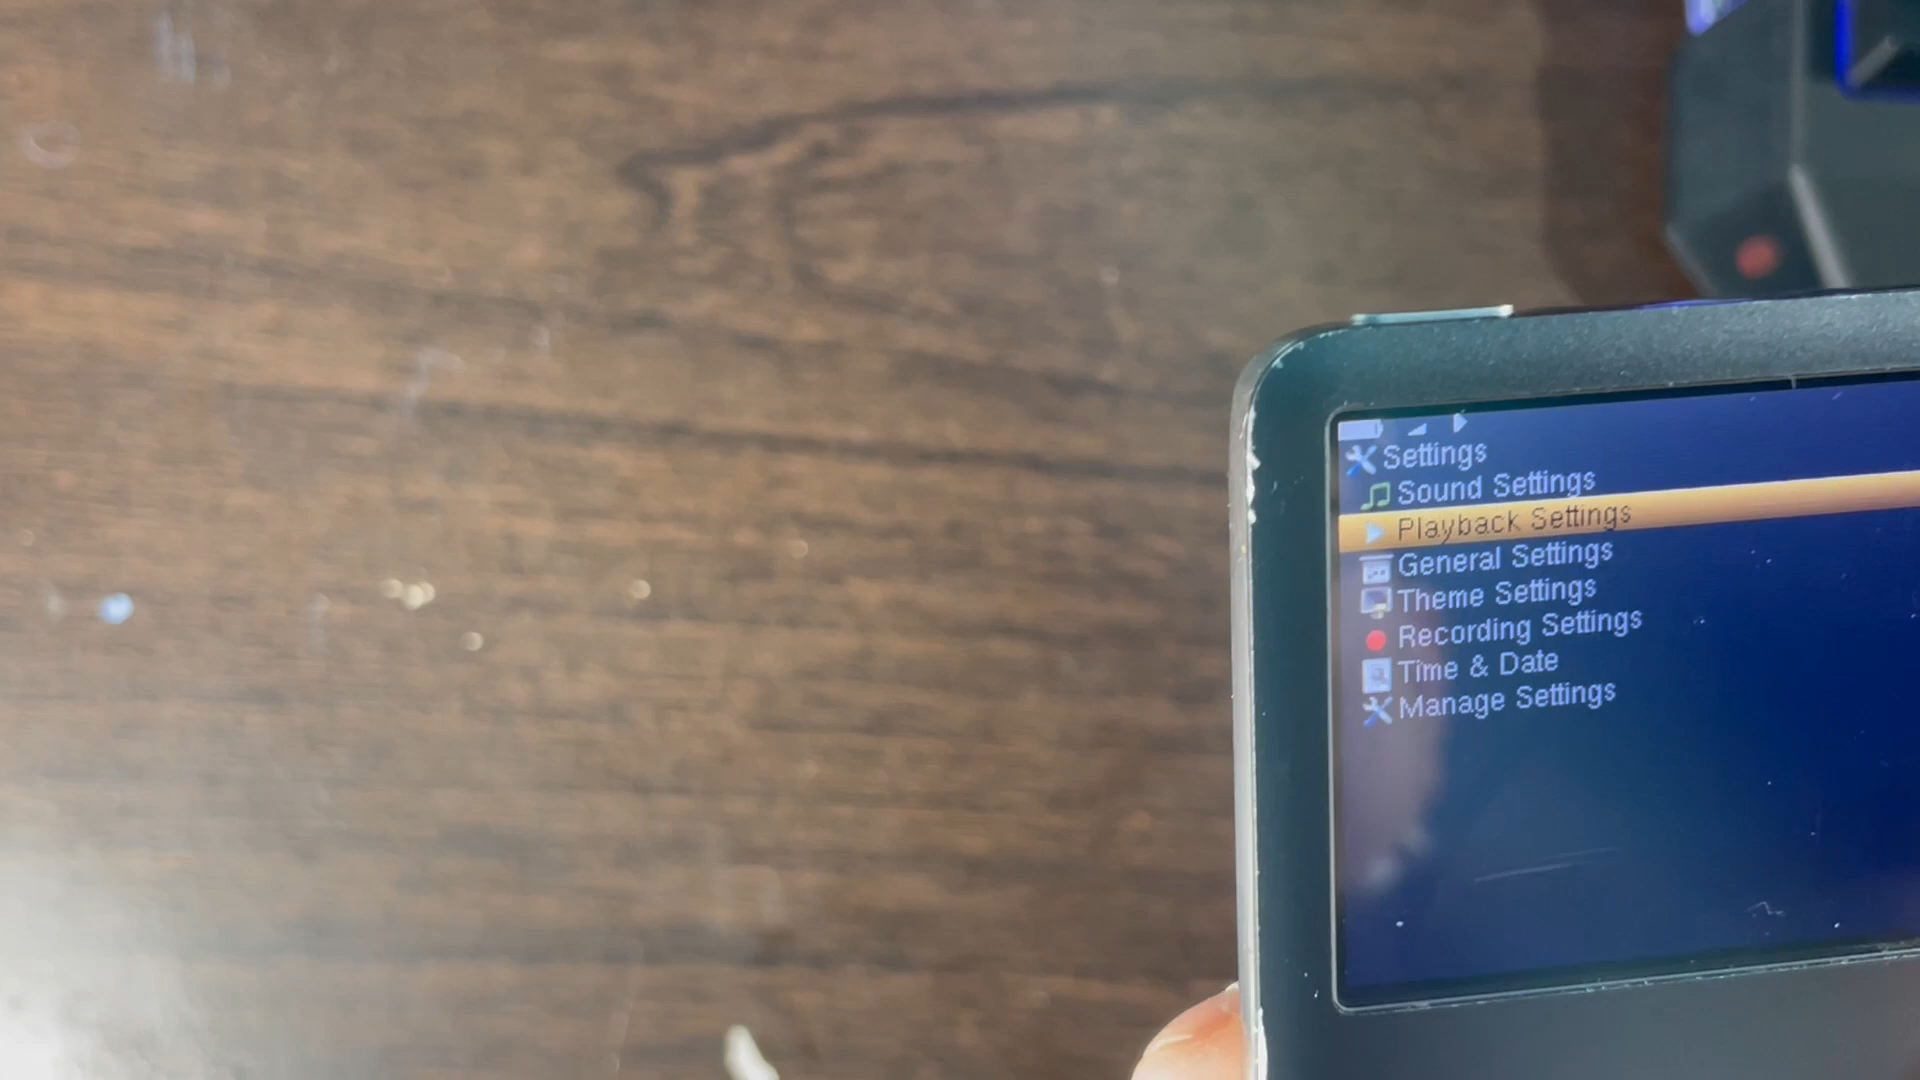 Settings
Sound Settings
Playback Settings
General Settings
Theme Settings
Recording Settings
Time & Date
Manage Settings